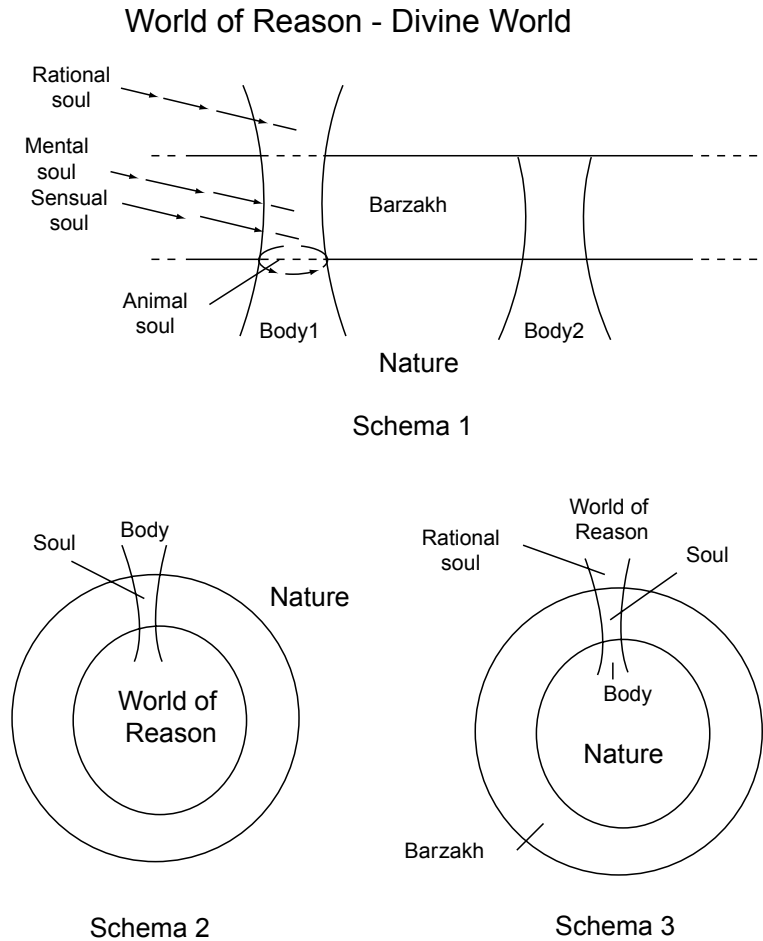 World of Reason - Divine World
Rational
soul
Mental
soul
Sensual
soul
Barzakh
Animal
soul
Body1
Body2
Nature
Schema 1
Body
Soul
Nature
World of
Reason
Schema 2
World of
Reason
Rational
soul
Soul
Body
Nature
Barzakh
Schema 3